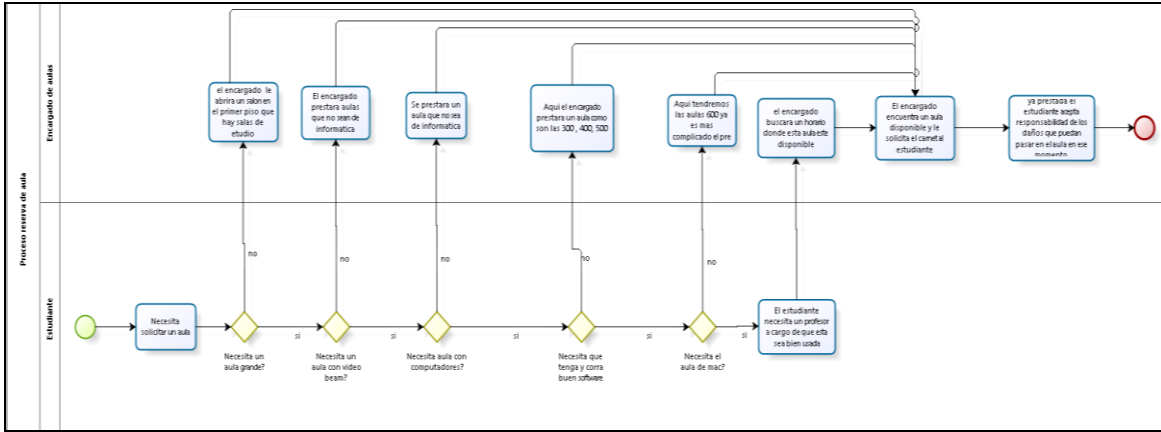 Proceso reserva de aula
Encargado de aulas
el encargado le
abrira un salon en
el primer piso que
hay salas de
etudio
El encargado
prestara aulas
que no sean de
informatica
Se prestara un
aula que no sea
de informatica
Aqui el encargado
prestara un aula como
son las 300, 400, 500
Aqui tendremos
las aulas 600 ya
es mas
complicado el pre
el encargado
buscara un horario
donde esta aula este
disponible
El encargado
encuentra un aula
disponible y le
solicita el carnet al
estudiante
ya prestada el
estudiante acepta
responsabilidad de los
daños que puedan
pasar en el aula en ese
momento
no
no
no
no
no
Estudiante
Necesita
solicitar un aula
si
si
si
si
si
El estudiante
necesita un profesor
a cargo de que esta
sea bien usada
Necesita un
aula grande?
Necesita un
aula con video
beam?
Necesita aula con
computadores?
Necesita que
tenga y corra
buen software
Necesita el
aula de mac?